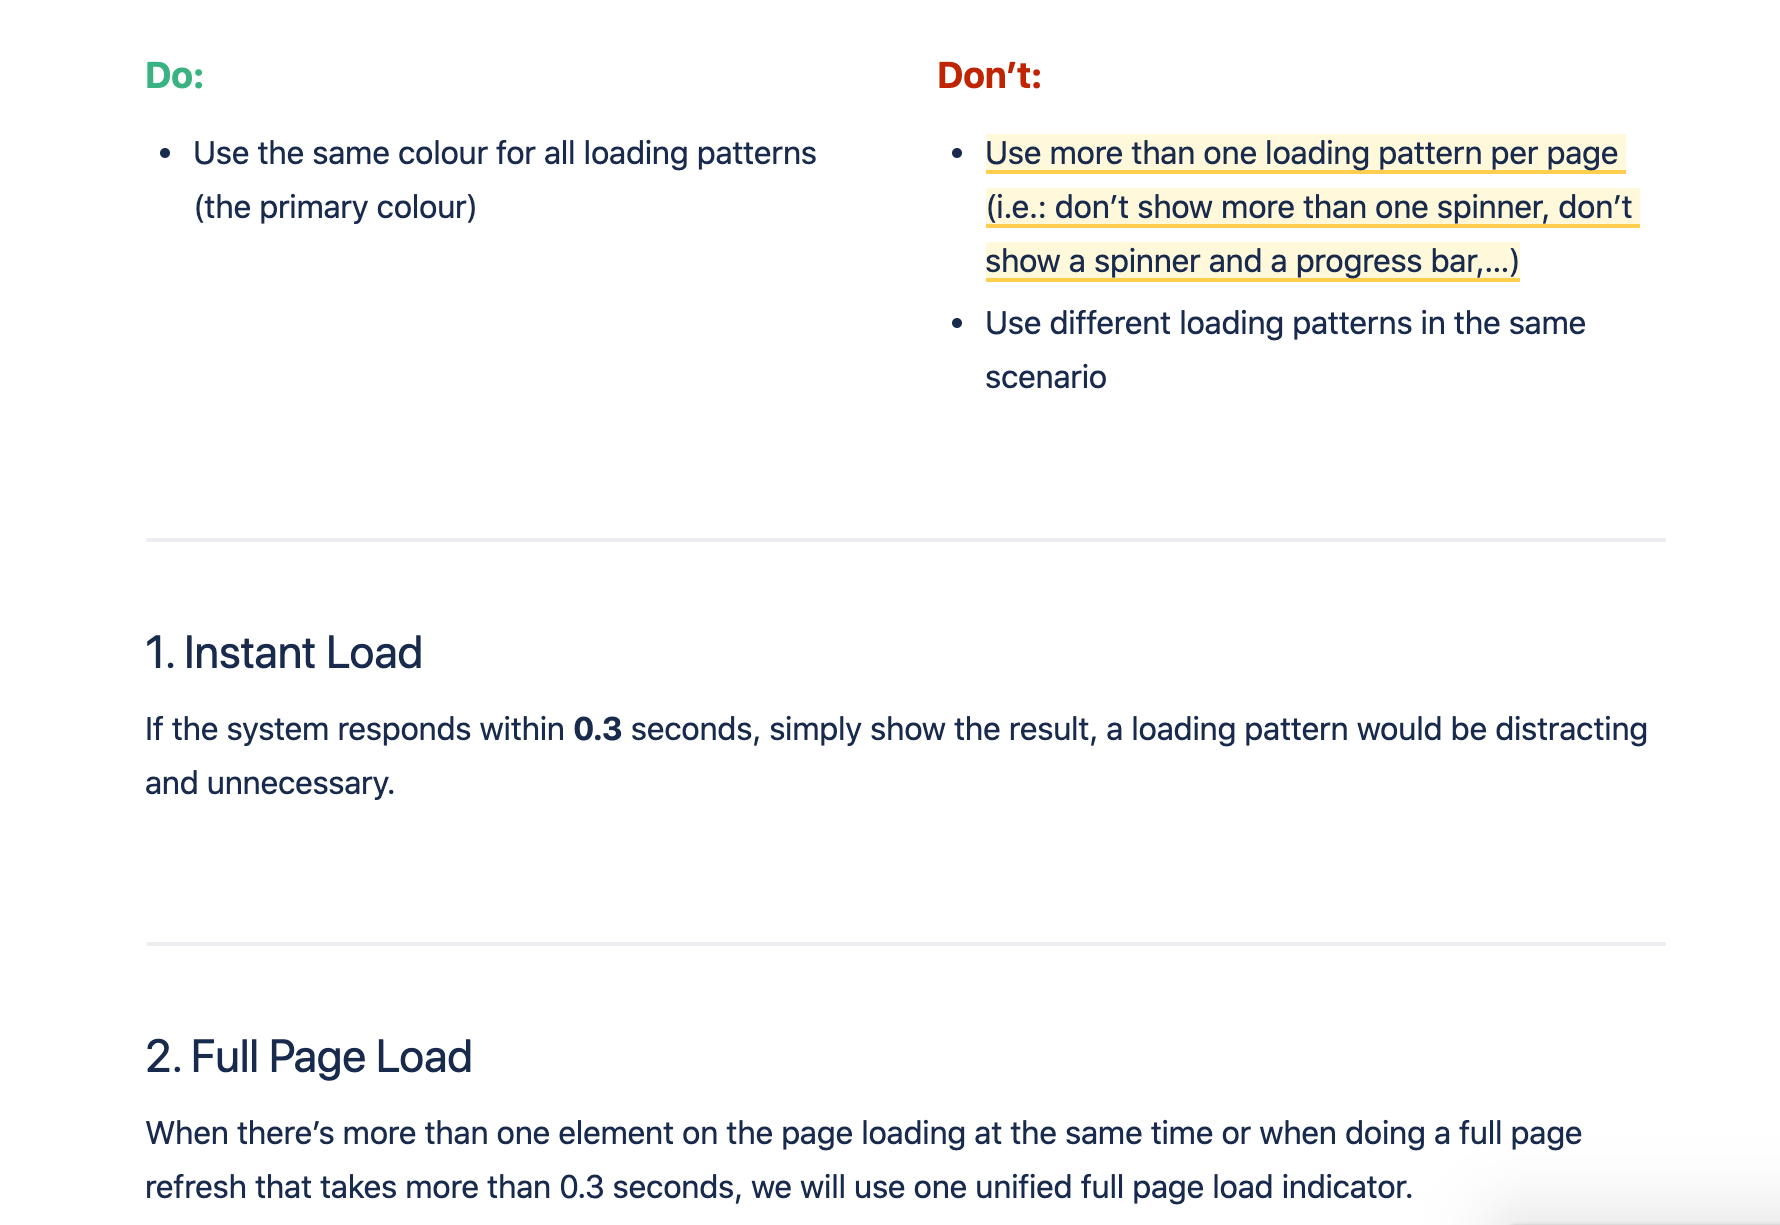 Do:
• Use the same colour for all loading patterns
(the primary colour)
Don’t:
• Use more than one loading pattern per page
(i.e.: don’t show more than one spinner, don’t
show a spinner and a progress bar,...)
• Use different loading patterns in the same
scenario
1. Instant Load
If the system responds within 0.3 seconds, simply show the result, a loading pattern would be distracting
and unnecessary.
2. Full Page Load
When there’s more than one element on the page loading at the same time or when doing a full page
refresh that takes more than 0.3 seconds, we will use one unified full page load indicator.